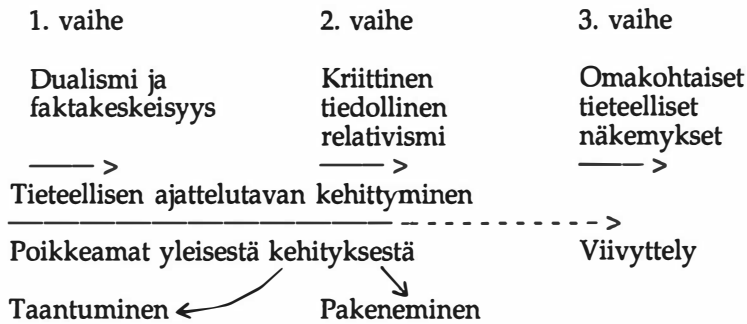 1. vaihe 2. vaihe 3. vaihe
Dualismi ja Kriittinen Omakohtaiset
faktakeskeisyys tiedollinen tieteelliset
relativismi näkemykset
Tieteellisen ajattelutavan kehittyminen
Poikkeamat yleisestä kehityksestä Viivyttely
Taantuminen Pakeneminen